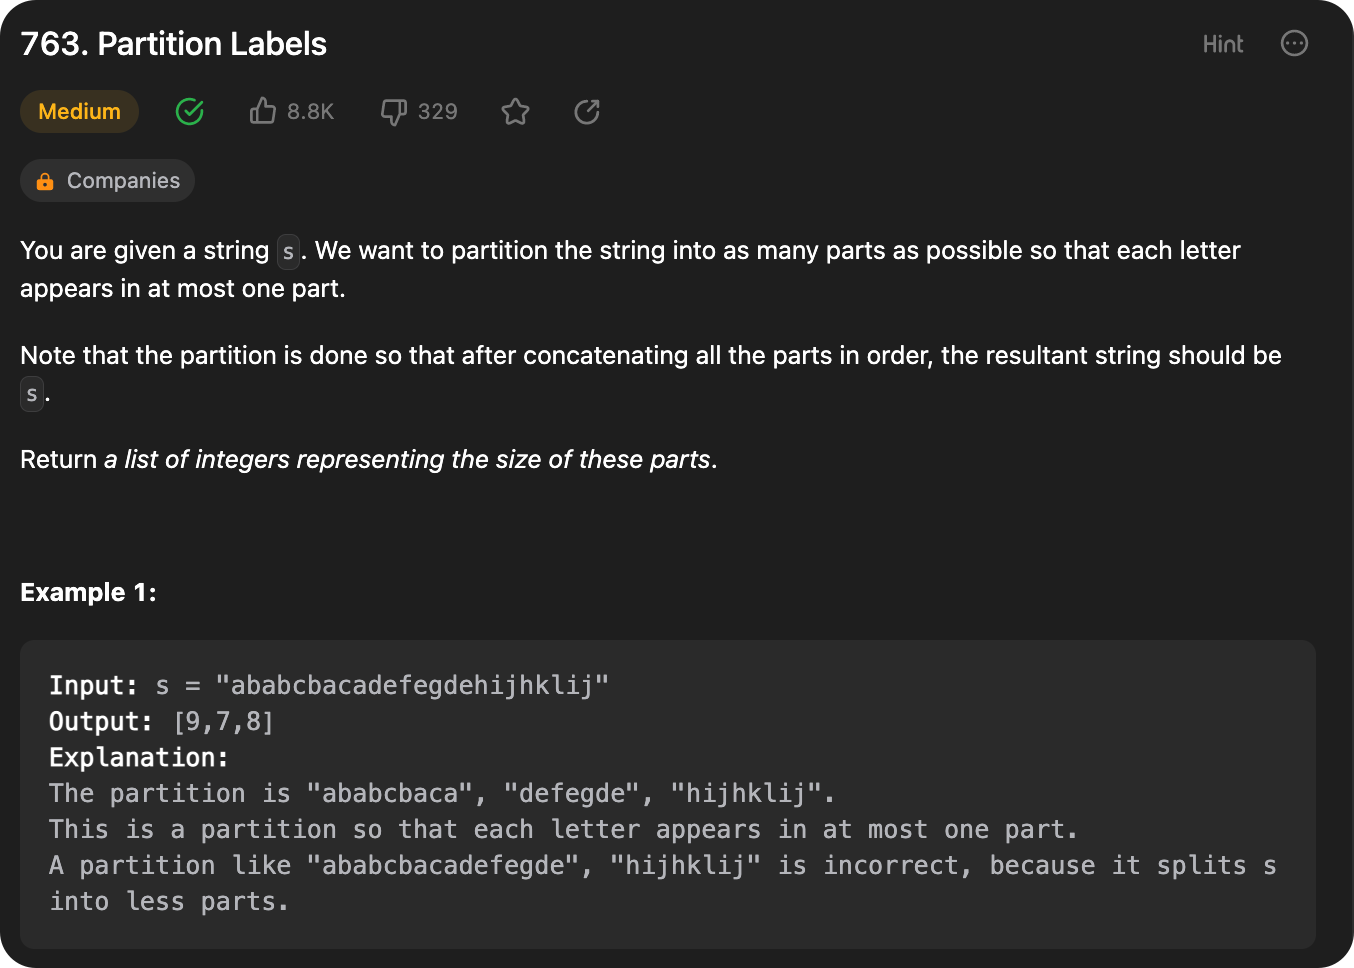 763. Partition Labels
Hint
Medium
8.8K
329
Companies
You are given a string s. We want to partition the string into as many parts as possible so that each letter
appears in at most one part.
Note that the partition is done so that after concatenating all the parts in order, the resultant string should be
s.
Return a list of integers representing the size of these parts.
Example 1:
Input: s = "ababcbacadefegdehijhklij"
Output: [9,7,8]
Explanation:
The partition is "ababcbaca", "defegde", "hijhklij".
This is a partition so that each letter appears in at most one part.
A partition like "ababcbacadefegde", "hijhklij" is incorrect, because it splits s
into less parts.